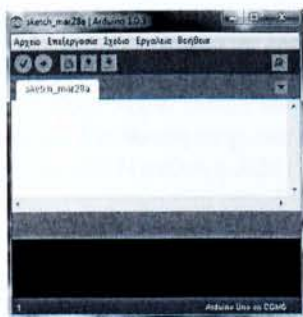 sketch_mar28a | Arduino 1.0.3
Αρχείο Επεξεργασία Σχέδιο Εργαλεία Βοήθεια
sketch_mar28a
1
Arduino Uno on COM6